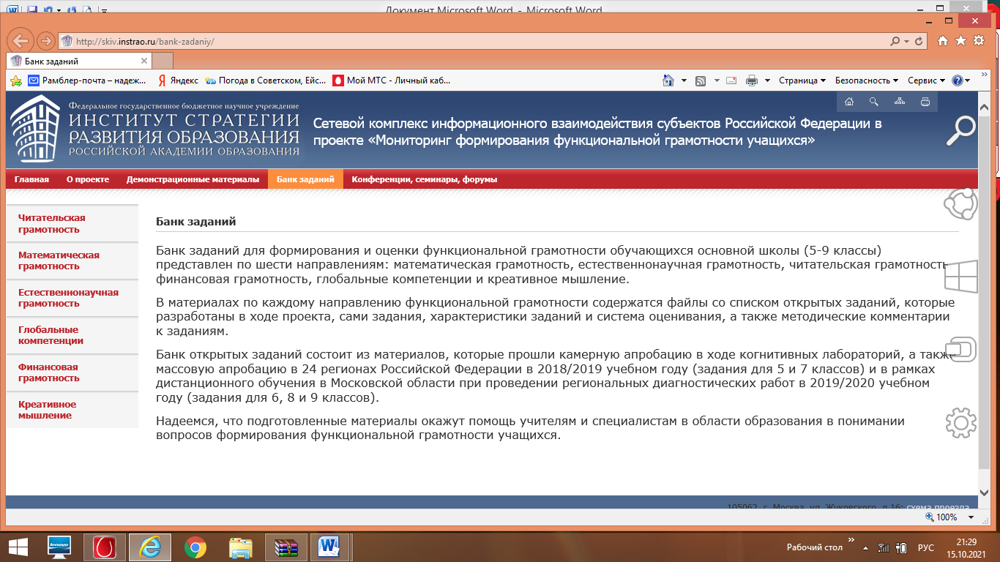 Документ Microsoft Word - Microsoft Word
http://skiv.instrao.ru/bank-zadaniy/
Банк заданий
Рамблер-почта – надеж...
Яндекс
Погода в Советском, Ейс...
Мой МТС - Личный каб...
Страница
Безопасность
Сервис
Федеральное государственное бюджетное научное учреждение
ИНСТИТУТ СТРАТЕГИИ
РАЗВИТИЯ ОБРАЗОВАНИЯ
РОССИЙСКОЙ АКАДЕМИИ ОБРАЗОВАНИЯ
Сетевой комплекс информационного взаимодействия субъектов Российской Федерации в
проекте «Мониторинг формирования функциональной грамотности учащихся»
Главная
О проекте
Демонстрационные материалы
Банк заданий
Конференции, семинары, форумы
Читательская
грамотность
Математическая
грамотность
Естественнонаучная
грамотность
Глобальные
компетенции
Финансовая
грамотность
Креативное
мышление
Банк заданий
Банк заданий для формирования и оценки функциональной грамотности обучающихся основной школы (5-9 классы)
представлен по шести направлениям: математическая грамотность, естественнонаучная грамотность, читательская грамотность
финансовая грамотность, глобальные компетенции и креативное мышление.
В материалах по каждому направлению функциональной грамотности содержатся файлы со списком открытых заданий, которые
разработаны в ходе проекта, сами задания, характеристики заданий и система оценивания, а также методические комментарии
к заданиям.
Банк открытых заданий состоит из материалов, которые прошли камерную апробацию в ходе когнитивных лабораторий, а также
массовую апробацию в 24 регионах Российской Федерации в 2018/2019 учебном году (задания для 5 и 7 классов) и в рамках
дистанционного обучения в Московской области при проведении региональных диагностических работ в 2019/2020 учебном
году (задания для 6, 8 и 9 классов).
Надеемся, что подготовленные материалы окажут помощь учителям и специалистам в области образования в понимании
вопросов формирования функциональной грамотности учащихся.
105062, г. Москва, ул. Жуковского, д.16; схема проезда
100%
lenovo
Рабочий стол
РУС
21:29
15.10.2021